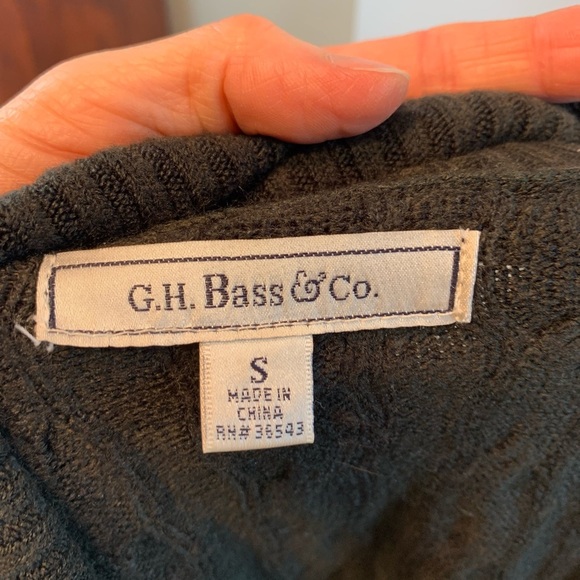 G.H. Bass & Co.
S
MADE IN
CHINA
RN# 36543